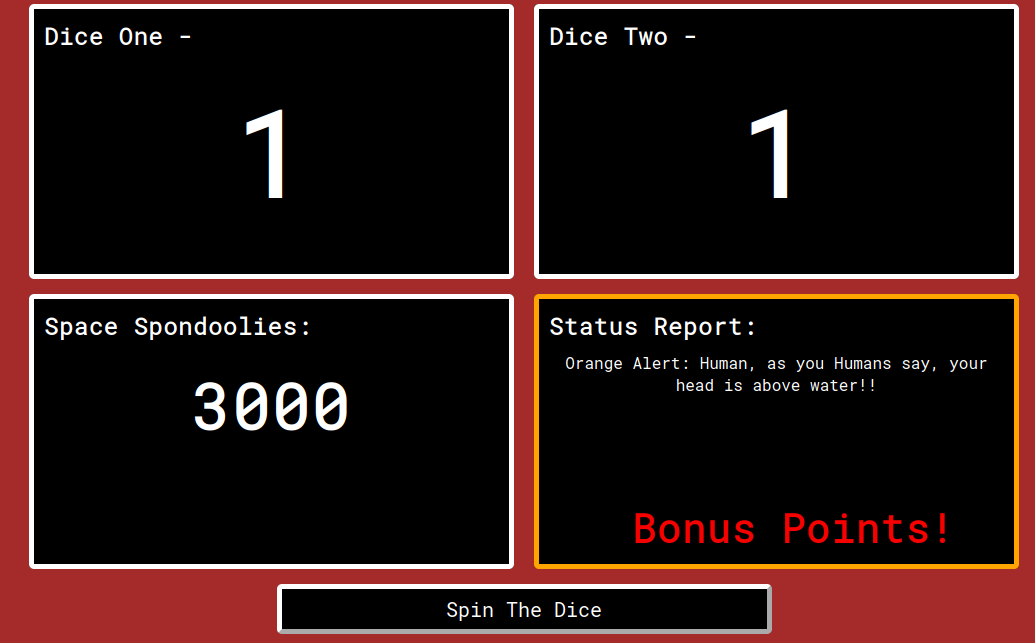 Dice One -
1
Dice Two -
1
Space Spondoolies:
3000
Status Report:
Orange Alert: Human, as you Humans say, your
head is above water!!
Bonus Points!
Spin The Dice